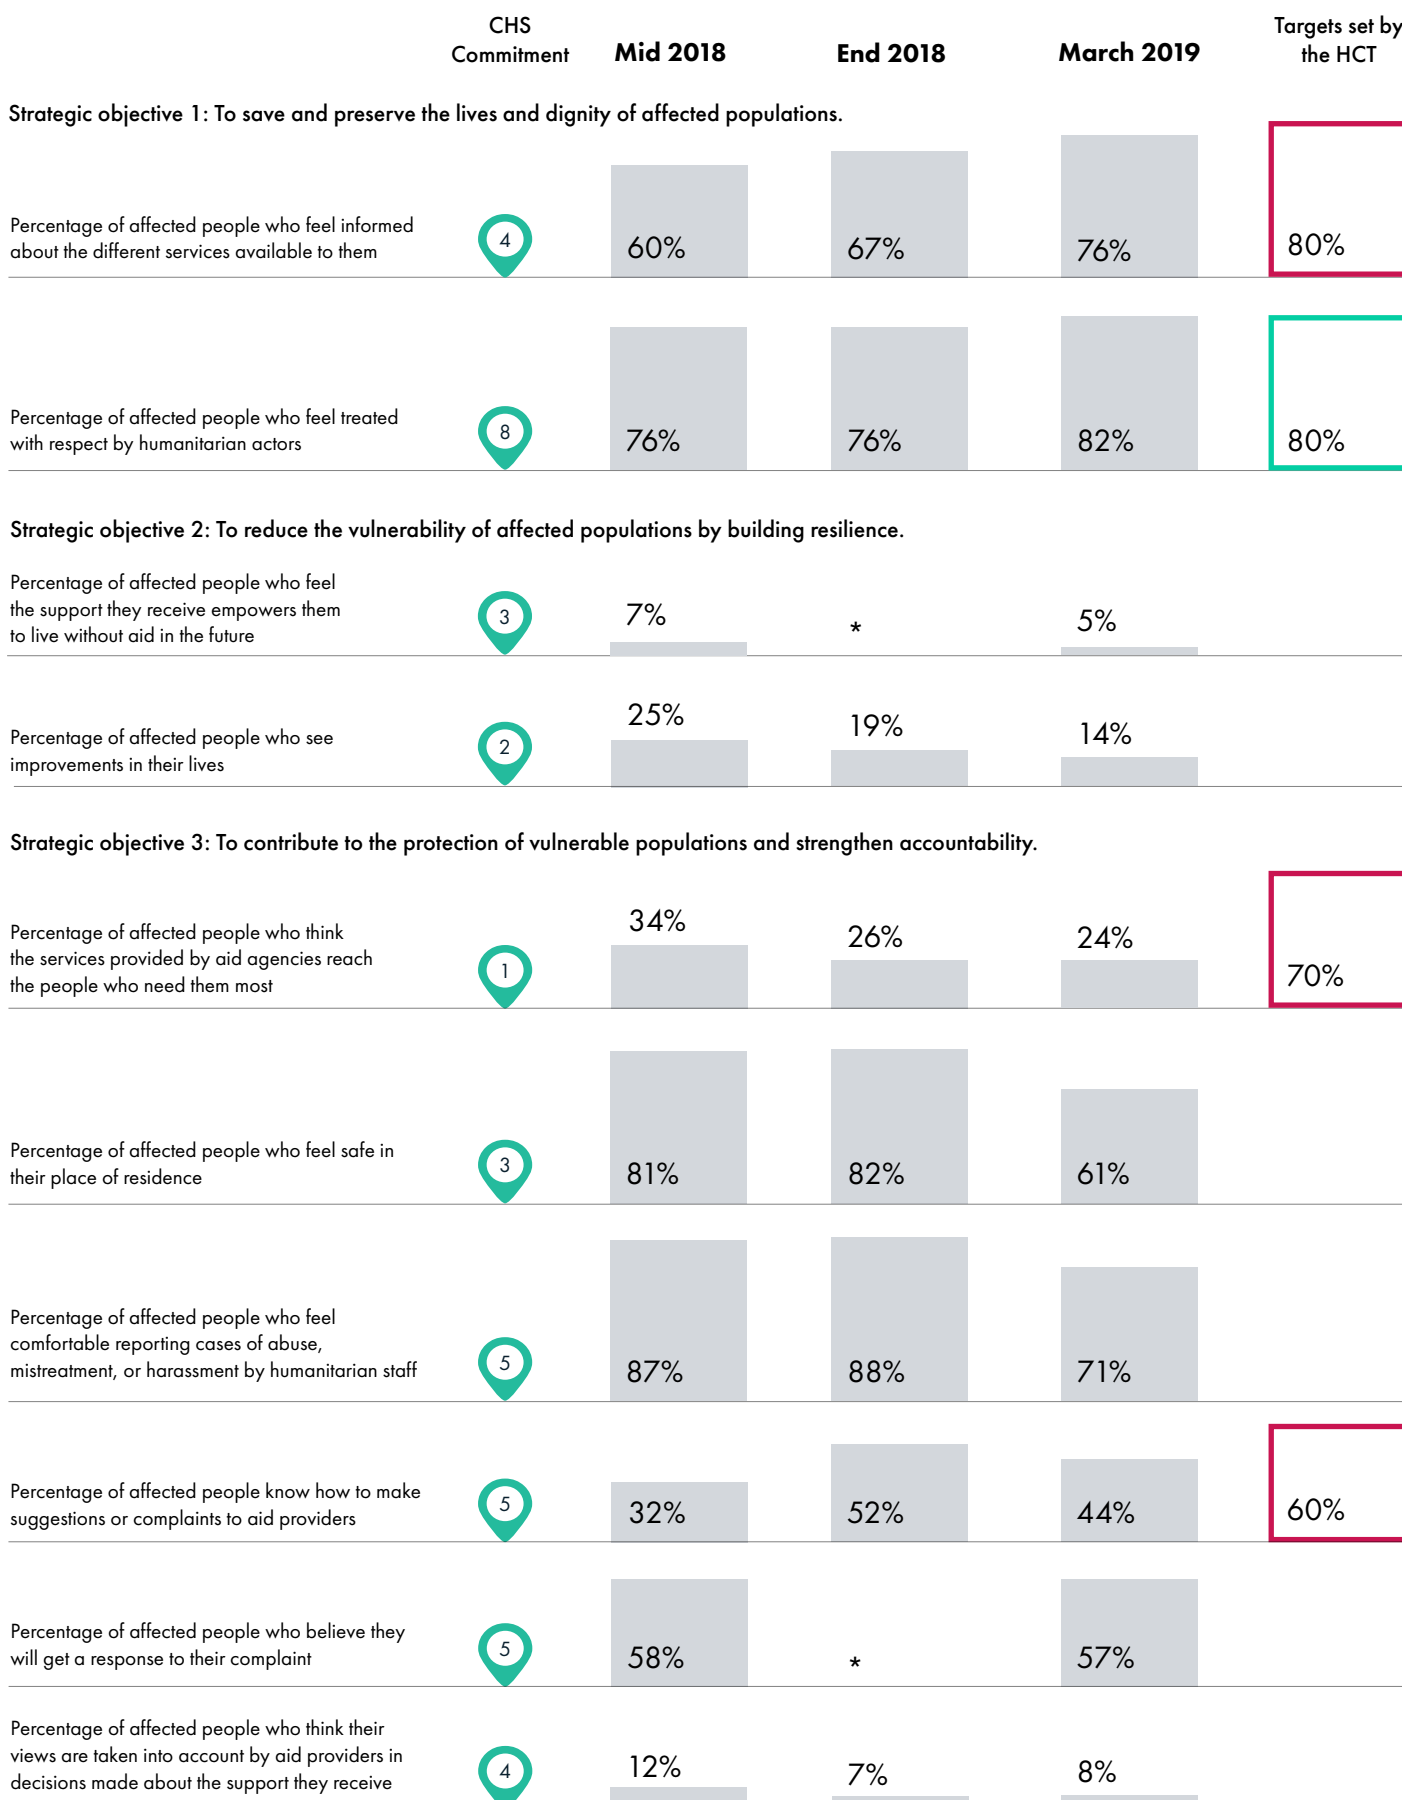 CHS
Commitment
Mid 2018
End 2018
March 2019
Targets set by
the HCT
Strategic objective 1: To save and preserve the lives and dignity of affected populations.
Percentage of affected people who feel informed
about the different services available to them
4
60%
67%
76%
80%
Percentage of affected people who feel treated
with respect by humanitarian actors
8
76%
76%
82%
80%
Strategic objective 2: To reduce the vulnerability of affected populations by building resilience.
Percentage of affected people who feel
the support they receive empowers them
to live without aid in the future
3
7%
*
5%
Percentage of affected people who see
improvements in their lives
2
25%
19%
14%
Strategic objective 3: To contribute to the protection of vulnerable populations and strengthen accountability.
Percentage of affected people who think
the services provided by aid agencies reach
the people who need them most
1
34%
26%
24%
70%
Percentage of affected people who feel safe in
their place of residence
3
81%
82%
61%
Percentage of affected people who feel
comfortable reporting cases of abuse,
mistreatment, or harassment by humanitarian staff
5
87%
88%
71%
Percentage of affected people know how to make
suggestions or complaints to aid providers
5
32%
52%
44%
60%
Percentage of affected people who believe they
will get a response to their complaint
5
58%
*
57%
Percentage of affected people who think their
views are taken into account by aid providers in
decisions made about the support they receive
4
12%
7%
8%